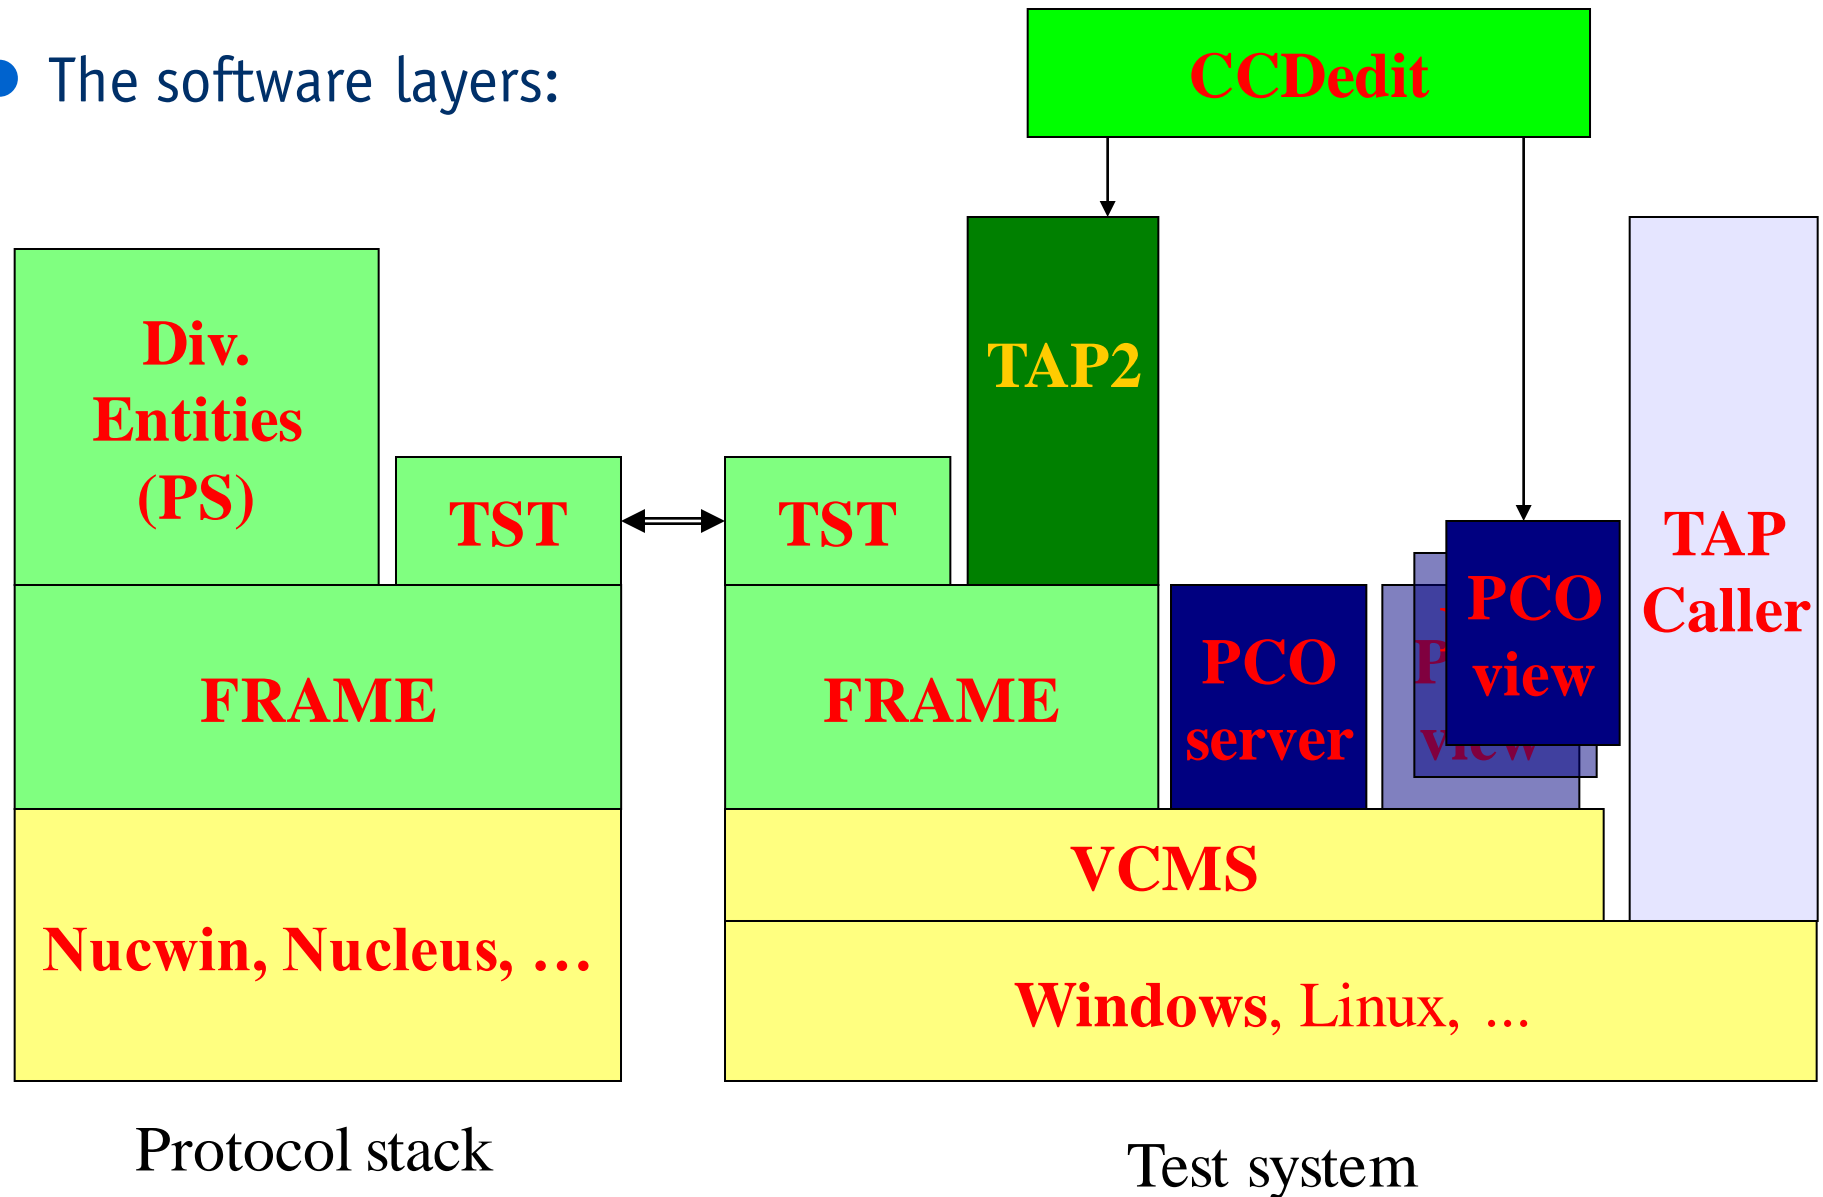 The software layers:
CCDedit
Div.
Entities
(PS)
TST
FRAME
Nucwin, Nucleus, …
Protocol stack
TST
TAP2
FRAME
PCO
server
PCO
view
view
TAP
Caller
VCMS
Windows, Linux, ...
Test system